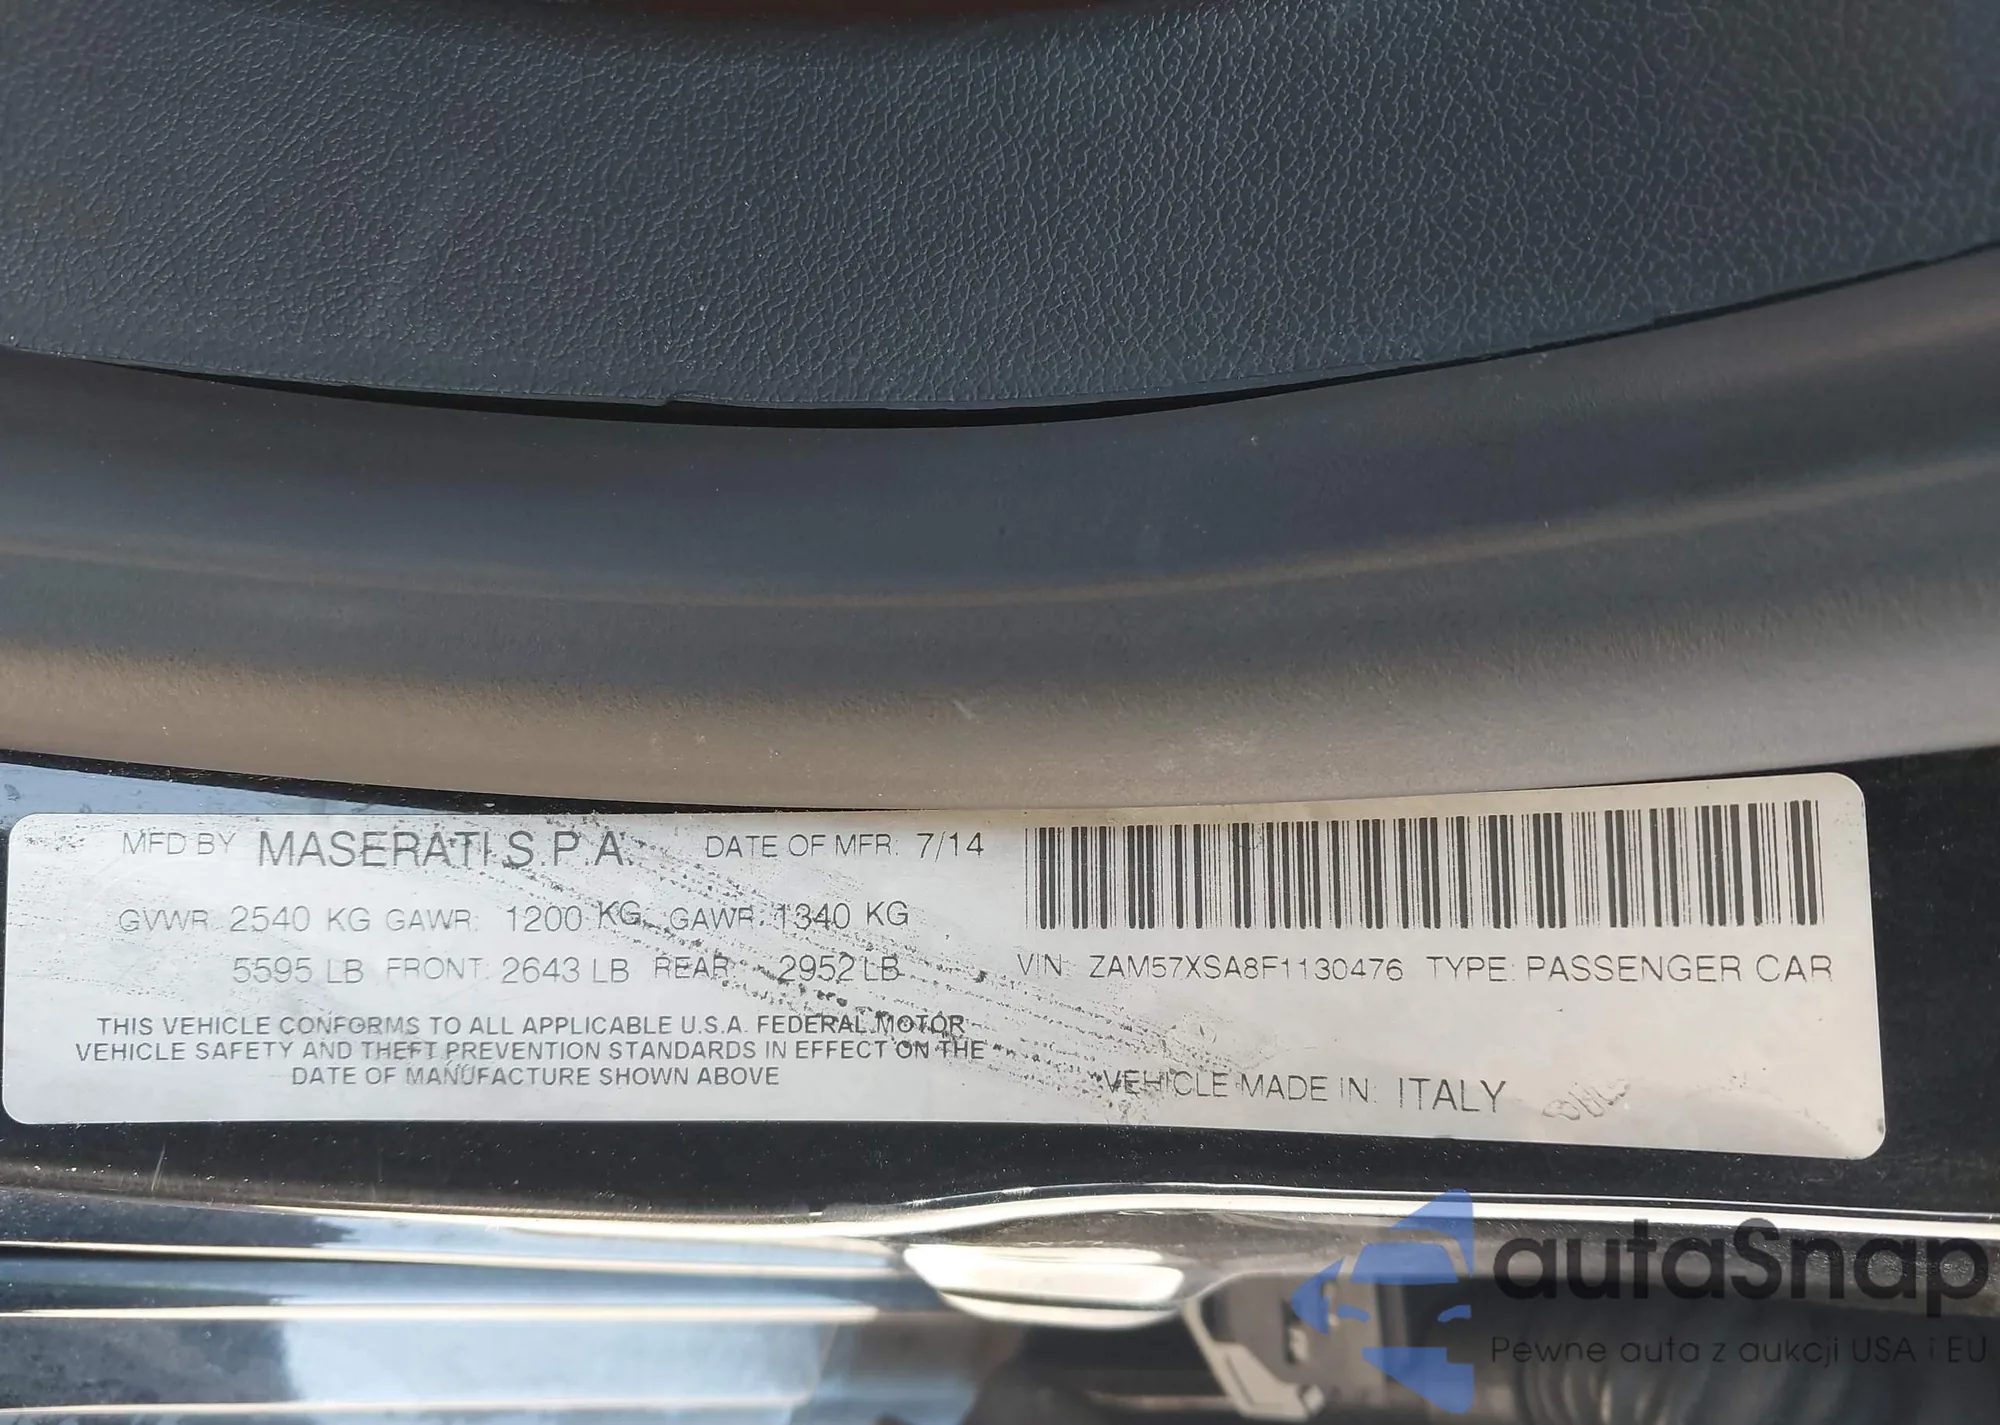 MFD BY MASERATI S.P.A. DATE OF MFR: 7/14
GVWR: 2540 KG GAWR: 1200 KG GAWR: 1340 KG
5595 LB FRONT: 2643 LB REAR: 2952 LB
THIS VEHICLE CONFORMS TO ALL APPLICABLE U.S.A. FEDERAL MOTOR
VEHICLE SAFETY AND THEFT PREVENTION STANDARDS IN EFFECT ON THE
DATE OF MANUFACTURE SHOWN ABOVE
VIN: ZAM57XSA8F1130476 TYPE: PASSENGER CAR
VEHICLE MADE IN: ITALY
autaSnap
Pewne auta z aukcji USA i EU